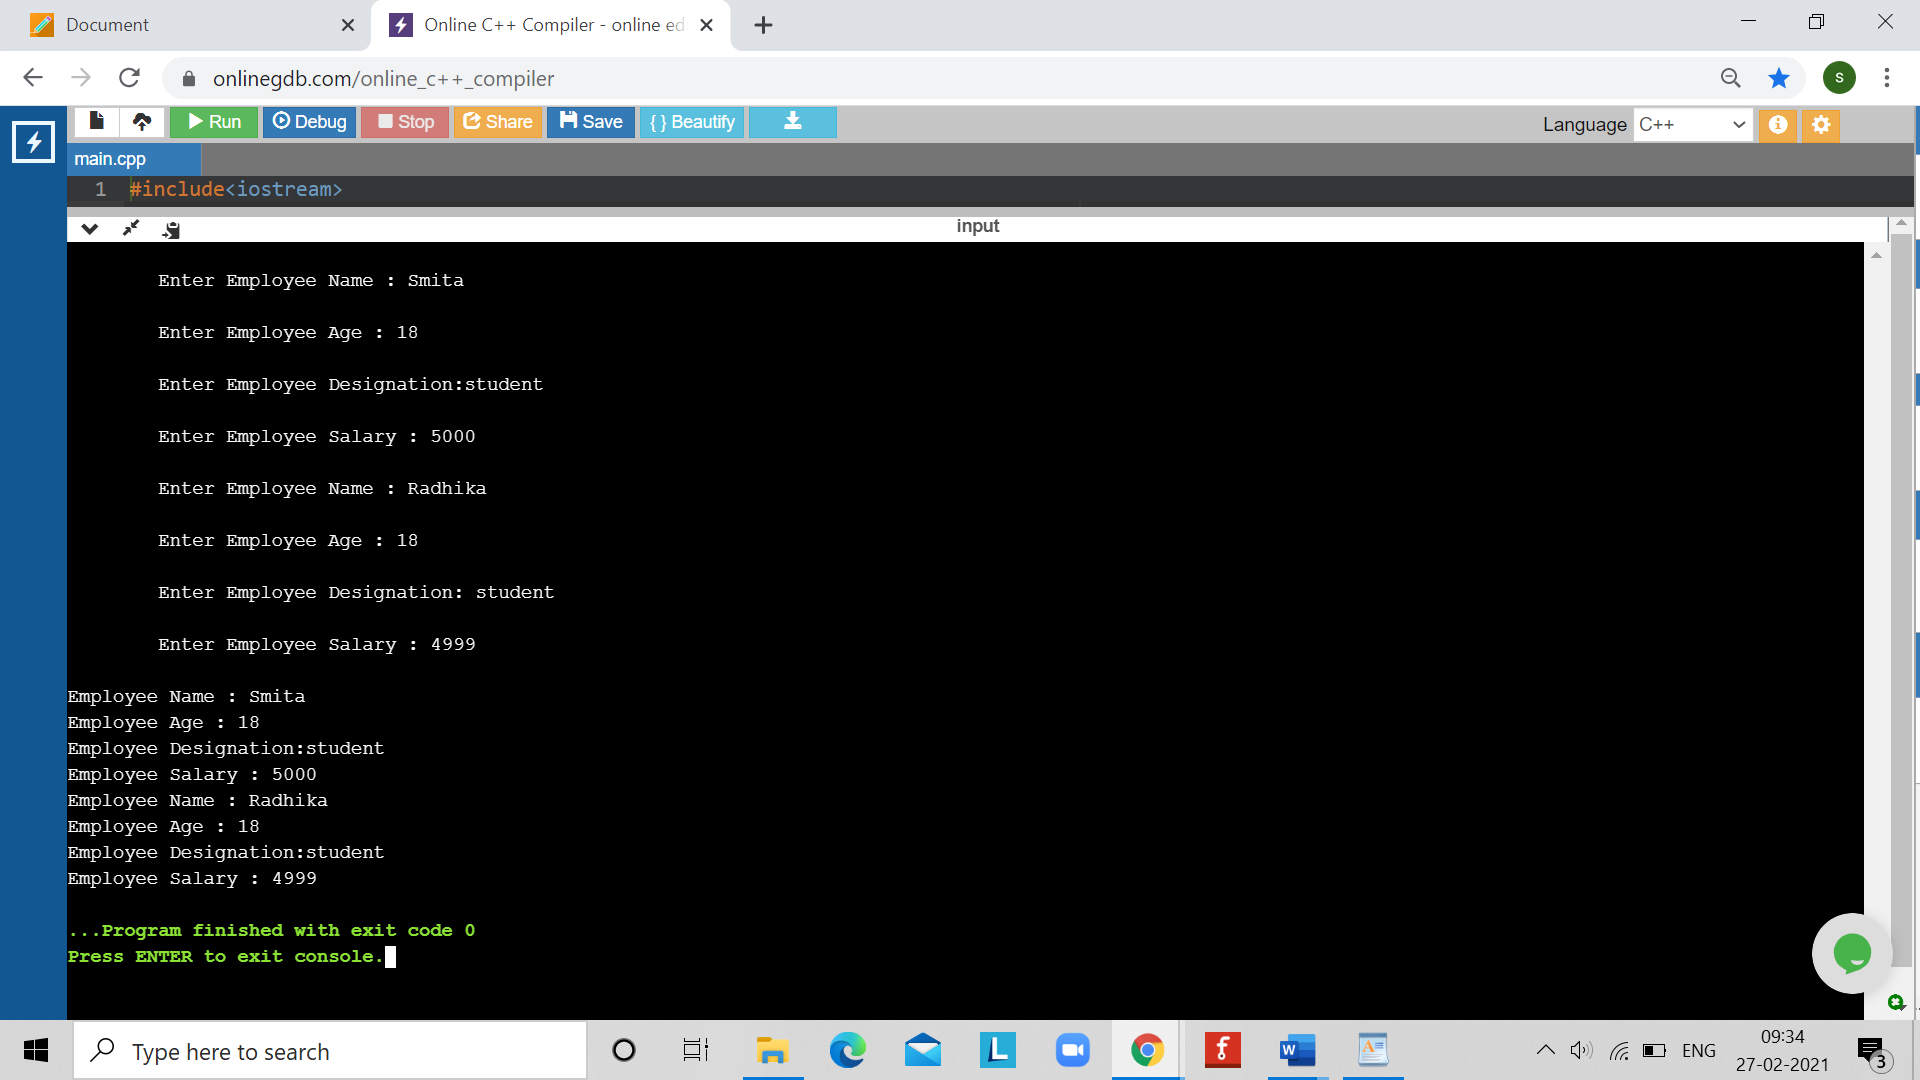 Document
Online C++ Compiler - online ed
onlinegdb.com/online_c++_compiler
S
Run Debug Stop Share Save { } Beautify
Language C++
main.cpp
1 #include<iostream>
input
Enter Employee Name : Smita
Enter Employee Age : 18
Enter Employee Designation:student
Enter Employee Salary : 5000
Enter Employee Name : Radhika
Enter Employee Age : 18
Enter Employee Designation: student
Enter Employee Salary : 4999
Employee Name : Smita
Employee Age : 18
Employee Designation:student
Employee Salary : 5000
Employee Name : Radhika
Employee Age : 18
Employee Designation:student
Employee Salary : 4999
...Program finished with exit code 0
Press ENTER to exit console.
Type here to search
L
f
W
A
ENG
09:34
27-02-2021
3